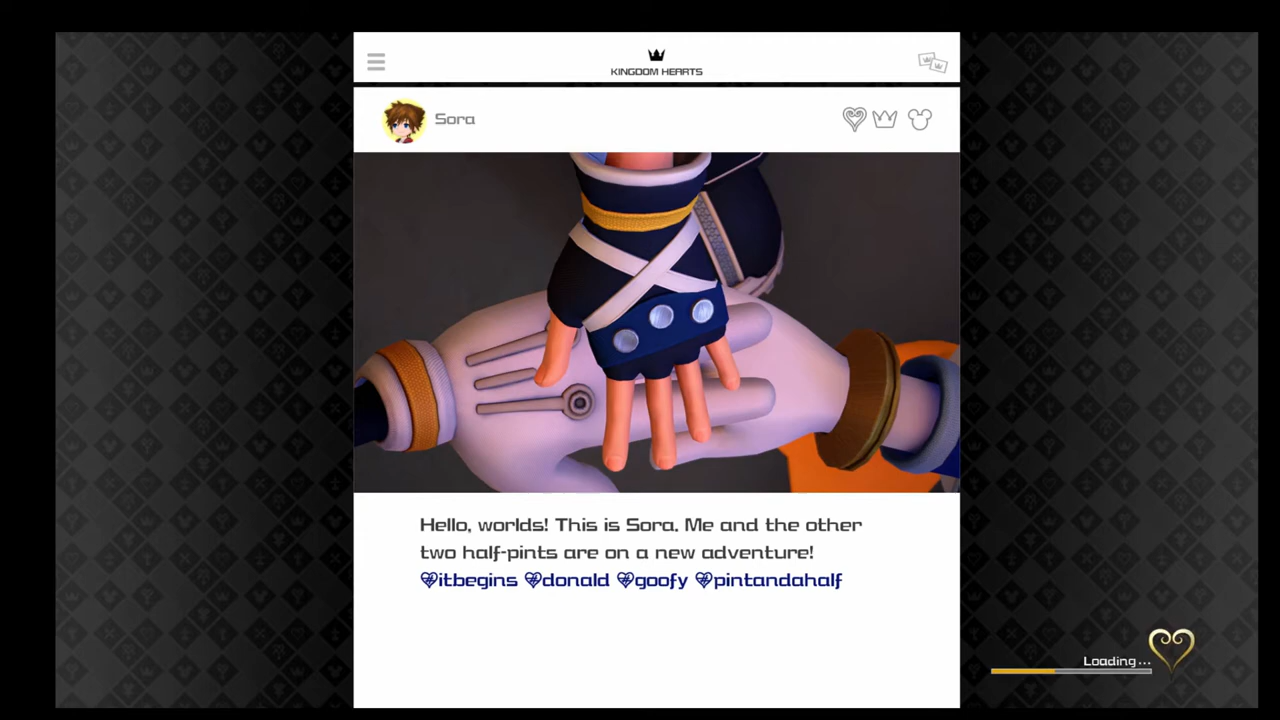 KINGDOM HEARTS
Sora
Hello, worlds! This is Sora. Me and the other
two half-pints are on a new adventure!
itbegins donald goofy pintandahalf
Loading...